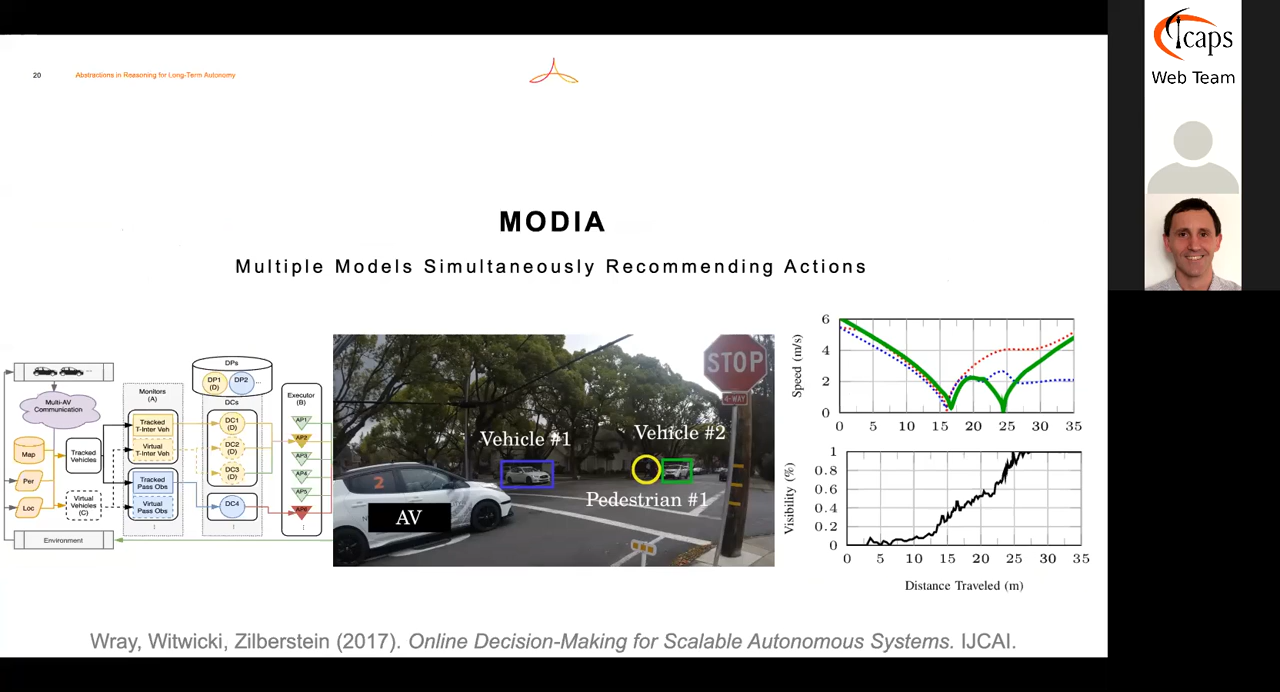 20
Abstractions in Reasoning for Long-Term Autonomy
MODIA
Multiple Models Simultaneously Recommending Actions
...
Multi-AV
Communication
Map
Per
Loc
Tracked
Vehicles
Virtual
Vehicles (C)
Environment
Monitors
(A)
Tracked
T-Inter Veh
Virtual
T-Inter Veh
Tracked
Pass Obs
Virtual
Pass Obs
DPs
DP1
(D)
DP2
...
DCs
DC1
(D)
DC2
(D)
DC3
(D)
DC4
Executor
(B)
AP1
AP2
AP3
AP4
AP5
AP6
2
AV
Vehicle #1
Vehicle #2
Pedestrian #1
STOP
4-WAY
Speed (m/s)
6
4
2
0
0 5 10 15 20 25 30 35
Visibility (%)
1
0.8
0.6
0.4
0.2
0
0 5 10 15 20 25 30 35
Distance Traveled (m)
Wray, Witwicki, Zilberstein (2017). Online Decision-Making for Scalable Autonomous Systems. IJCAI.
icaps
Web Team